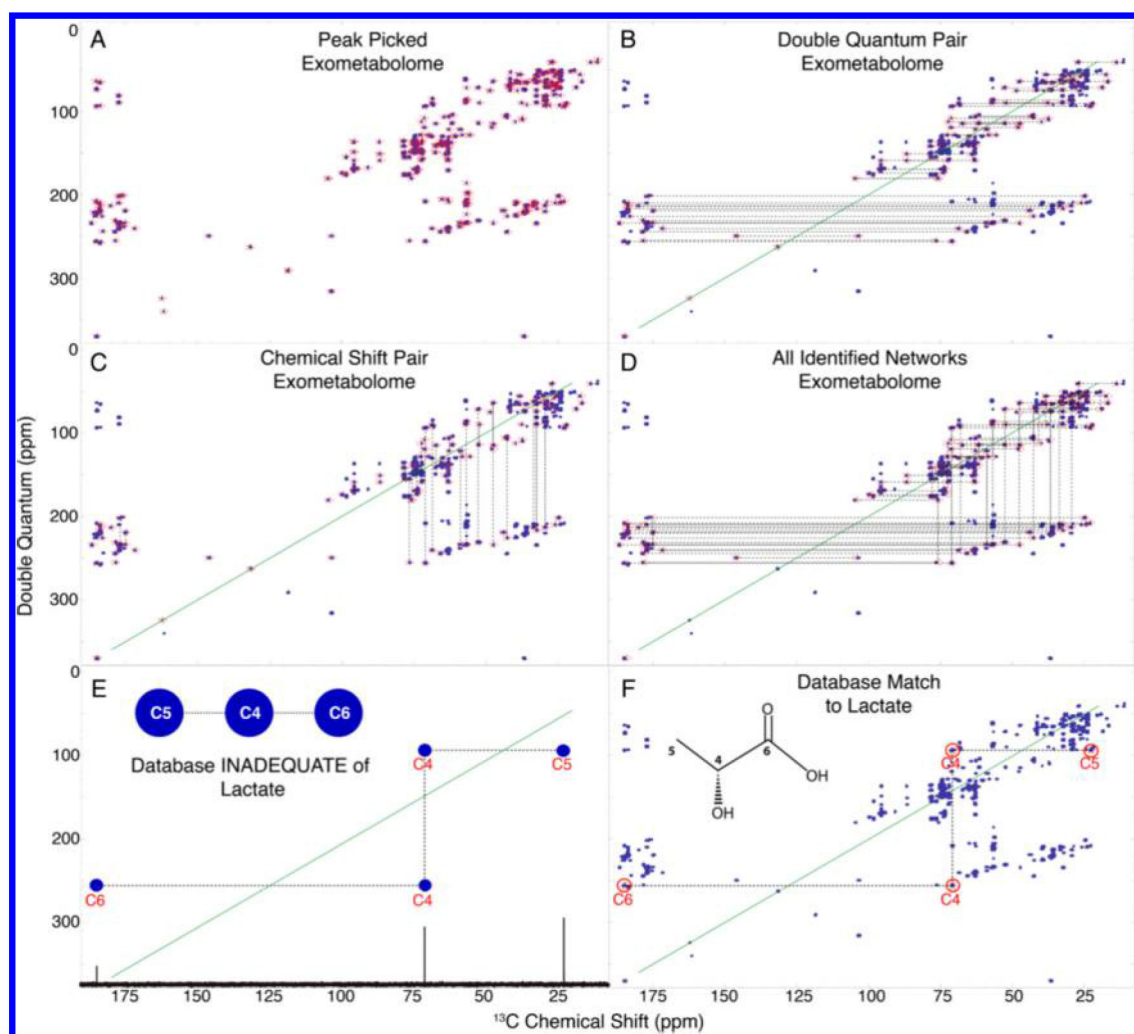 A
Peak Picked
Exometabolome
B
Double Quantum Pair
Exometabolome
0
100
200
300
C
Chemical Shift Pair
Exometabolome
D
All Identified Networks
Exometabolome
0
100
200
300
Double Quantum (ppm)
E
C5 C4 C6
Database INADEQUATE of
Lactate
C4 C5
C6 C4
F
Database Match
to Lactate
O
5 4 6
OH
OH
C4 C5
C6 C4
0
100
200
300
175 150 125 100 75 50 25
175 150 125 100 75 50 25
¹³C Chemical Shift (ppm)